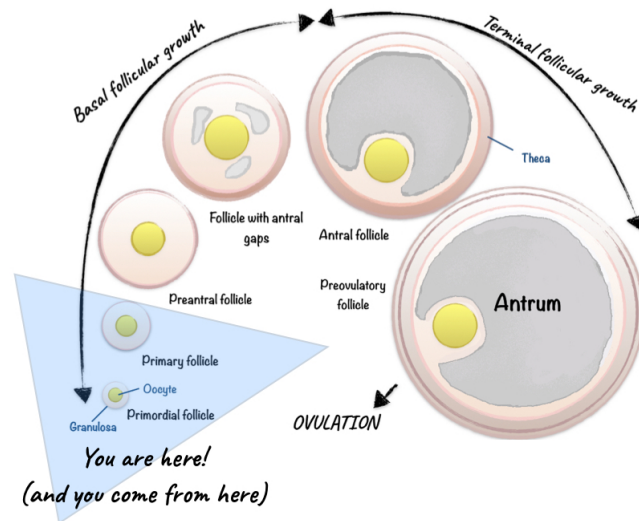 Basal follicular growth
Terminal follicular growth
Theca
Follicle with antral
gaps
Antral follicle
Preantral follicle
Preovulatory
follicle
Antrum
Primary follicle
Oocyte
Primordial follicle
Granulosa
OVULATION
You are here!
(and you come from here)